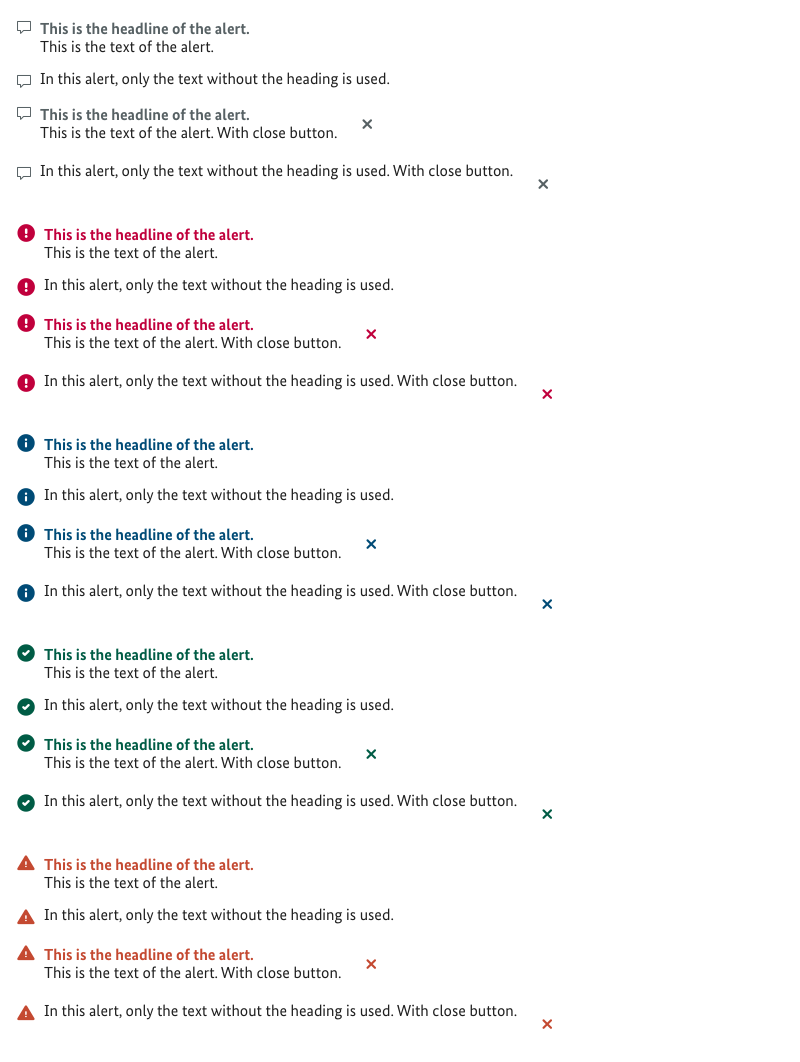 This is the headline of the alert.
This is the text of the alert.
In this alert, only the text without the heading is used.
This is the headline of the alert.
This is the text of the alert. With close button.
In this alert, only the text without the heading is used. With close button.
This is the headline of the alert.
This is the text of the alert.
In this alert, only the text without the heading is used.
This is the headline of the alert.
This is the text of the alert. With close button.
In this alert, only the text without the heading is used. With close button.
This is the headline of the alert.
This is the text of the alert.
In this alert, only the text without the heading is used.
This is the headline of the alert.
This is the text of the alert. With close button.
In this alert, only the text without the heading is used. With close button.
This is the headline of the alert.
This is the text of the alert.
In this alert, only the text without the heading is used.
This is the headline of the alert.
This is the text of the alert. With close button.
In this alert, only the text without the heading is used. With close button.
This is the headline of the alert.
This is the text of the alert.
In this alert, only the text without the heading is used.
This is the headline of the alert.
This is the text of the alert. With close button.
In this alert, only the text without the heading is used. With close button.